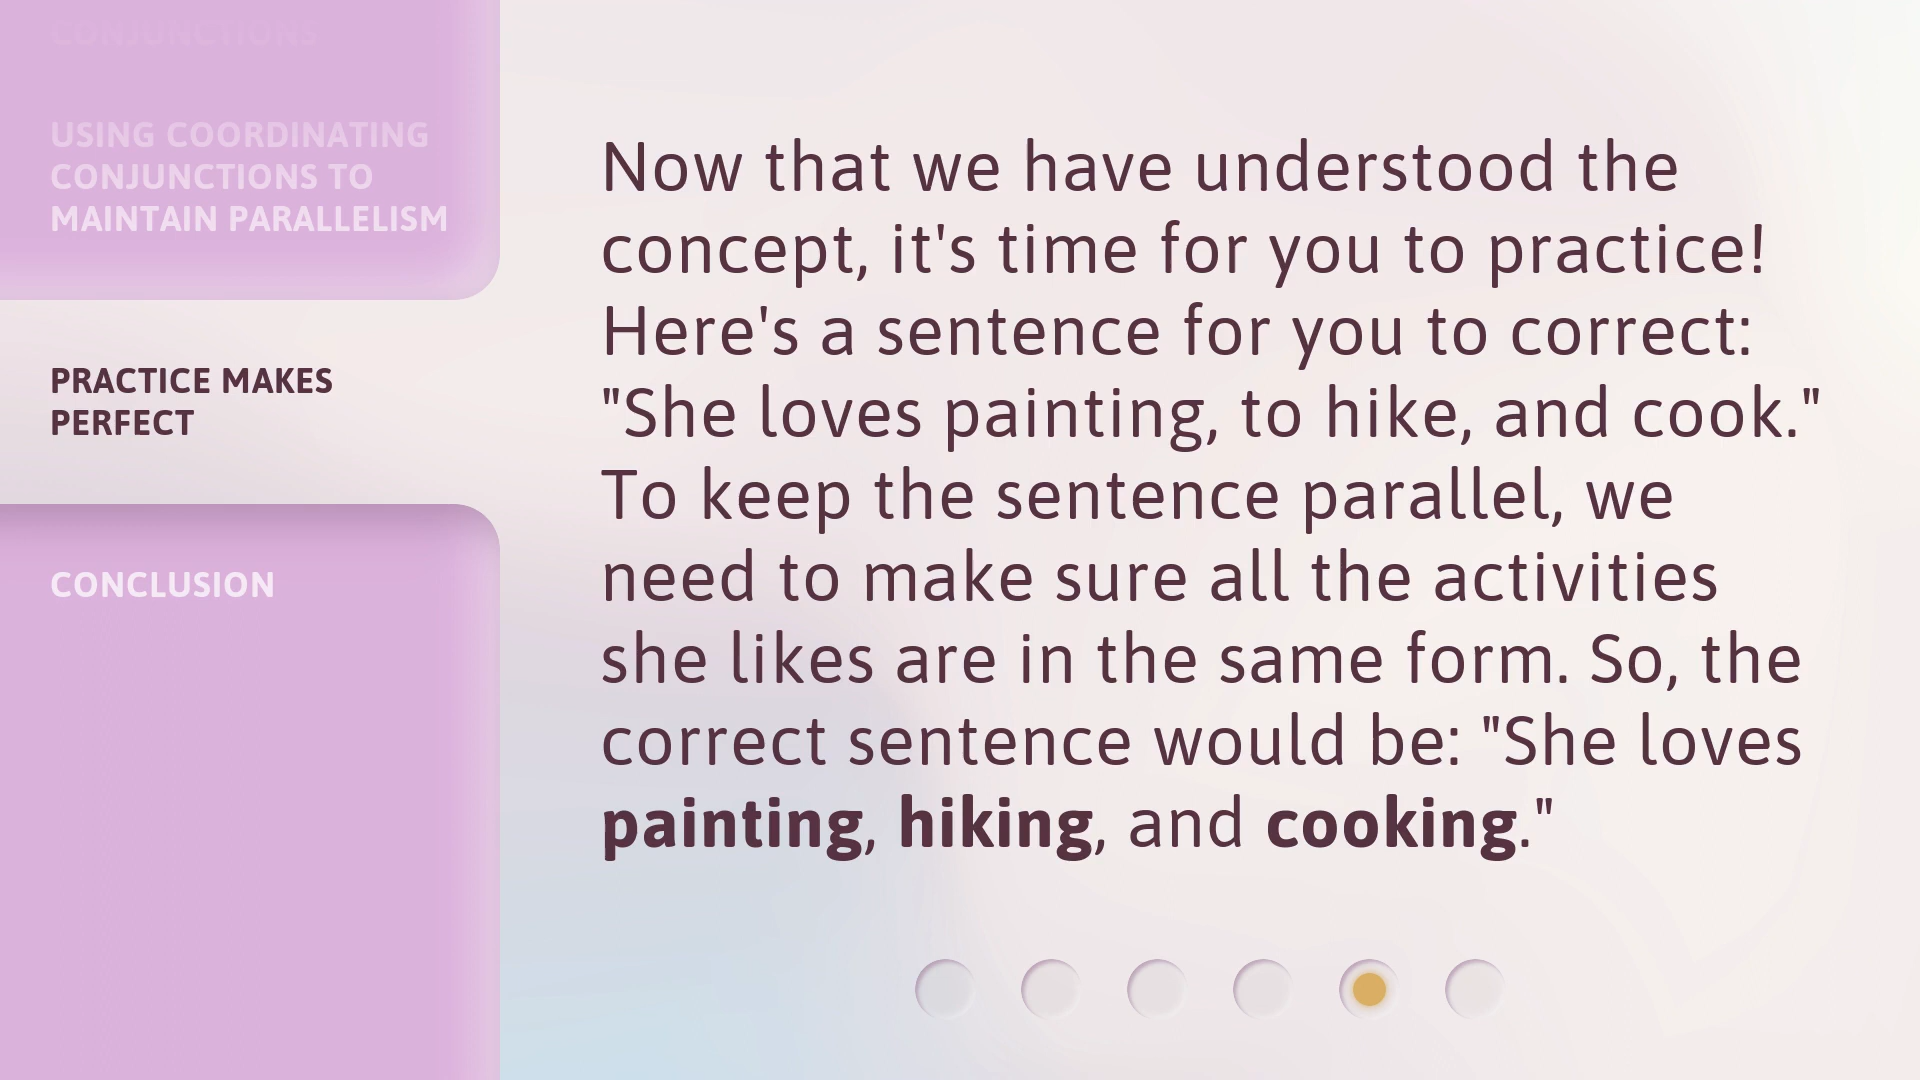 CONJUNCTIONS
USING COORDINATING
CONJUNCTIONS TO
MAINTAIN PARALLELISM
PRACTICE MAKES
PERFECT
CONCLUSION
Now that we have understood the
concept, it's time for you to practice!
Here's a sentence for you to correct:
"She loves painting, to hike, and cook."
To keep the sentence parallel, we
need to make sure all the activities
she likes are in the same form. So, the
correct sentence would be: "She loves
painting, hiking, and cooking."